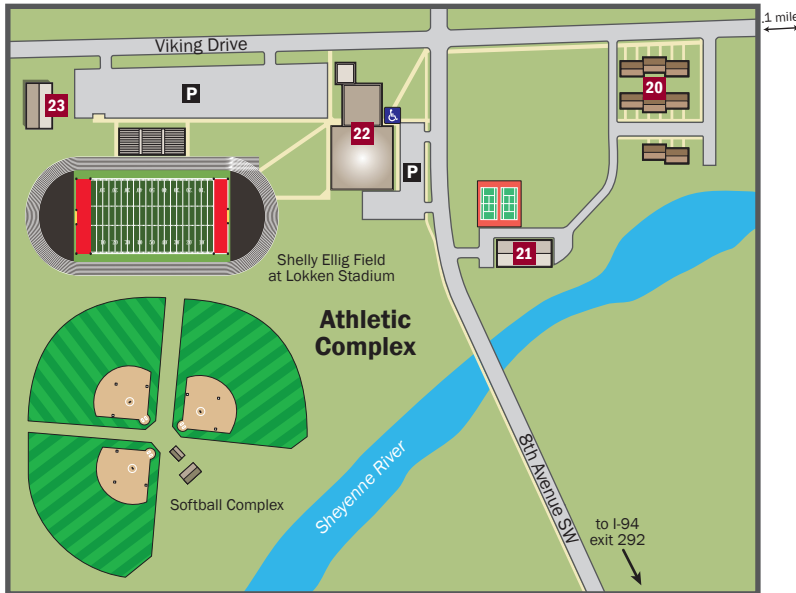 .1 mile
Viking Drive
P
23
20
22
P
21
Shelly Ellig Field
at Lokken Stadium
Athletic
Complex
Softball Complex
Sheyenne River
8th Avenue SW
to I-94
exit 292